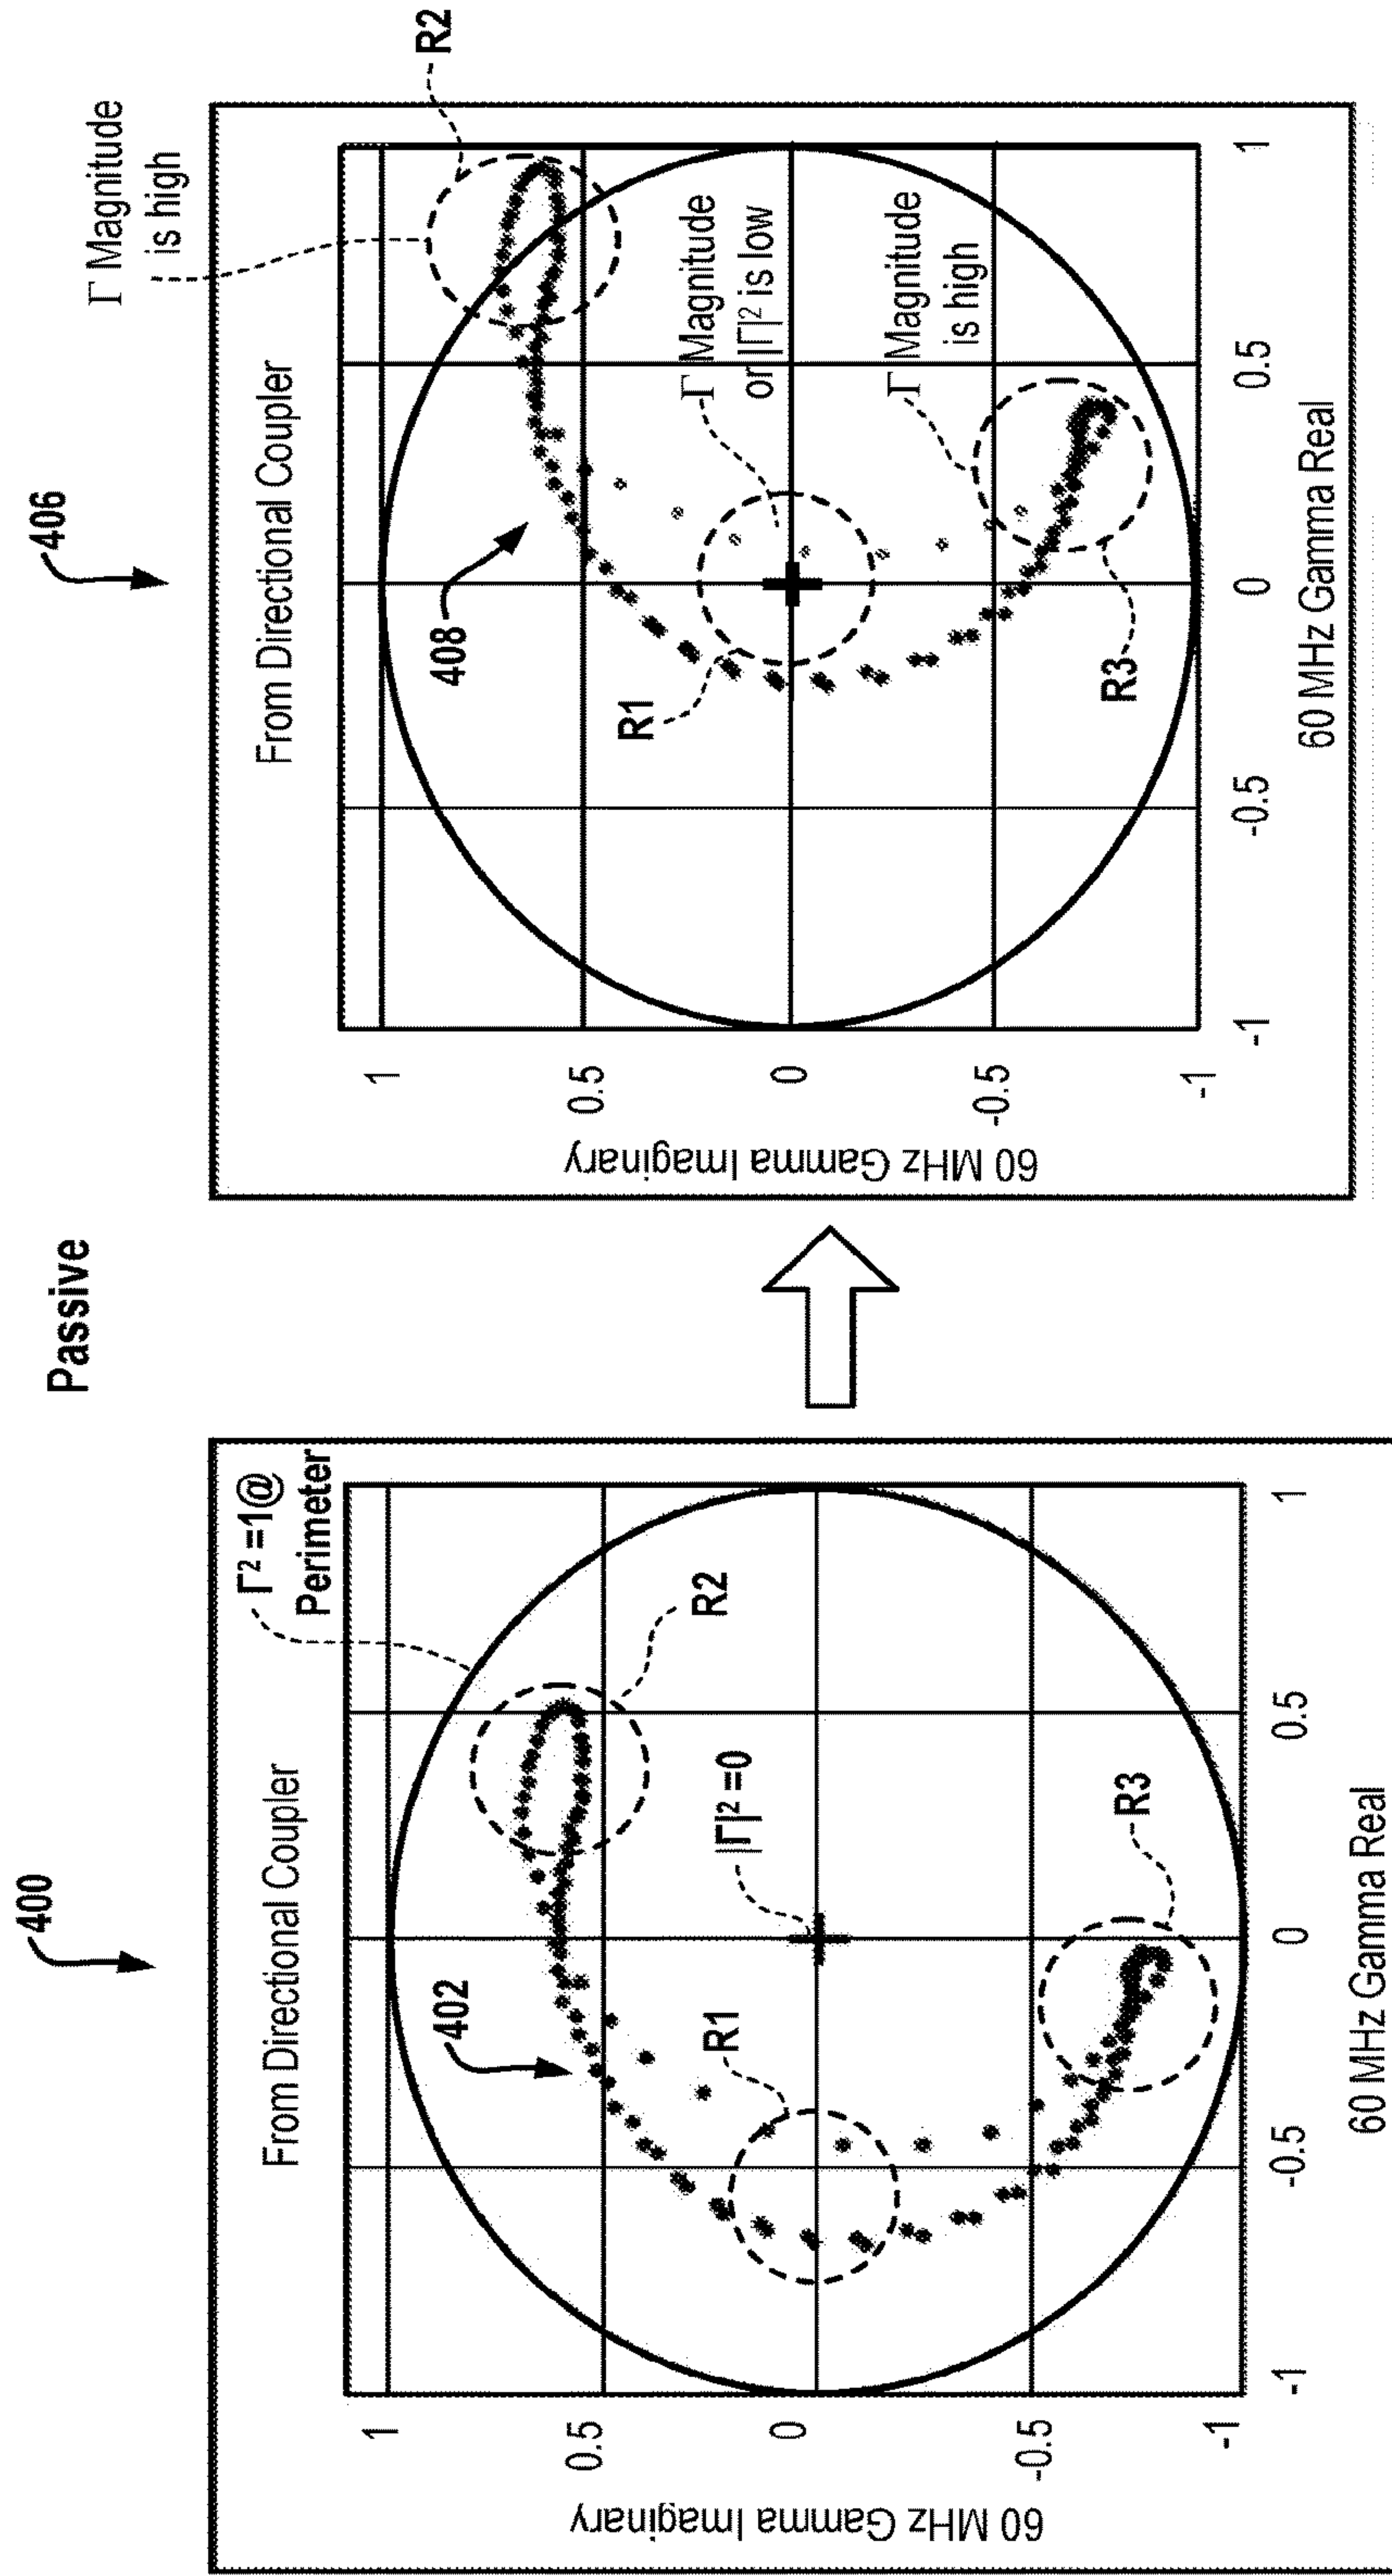 Passive
400
From Directional Coupler
Γ² =1@
Perimeter
402
R2
R1
|Γ|² =0
R3
1
0.5
0
-0.5
-1
60 MHz Gamma Imaginary
-1
-0.5
0
0.5
1
60 MHz Gamma Real
406
Γ Magnitude
is high
R2
From Directional Coupler
408
R1
Γ Magnitude
or |Γ|² is low
Γ Magnitude
is high
R3
1
0.5
0
-0.5
-1
60 MHz Gamma Imaginary
-1
-0.5
0
0.5
1
60 MHz Gamma Real